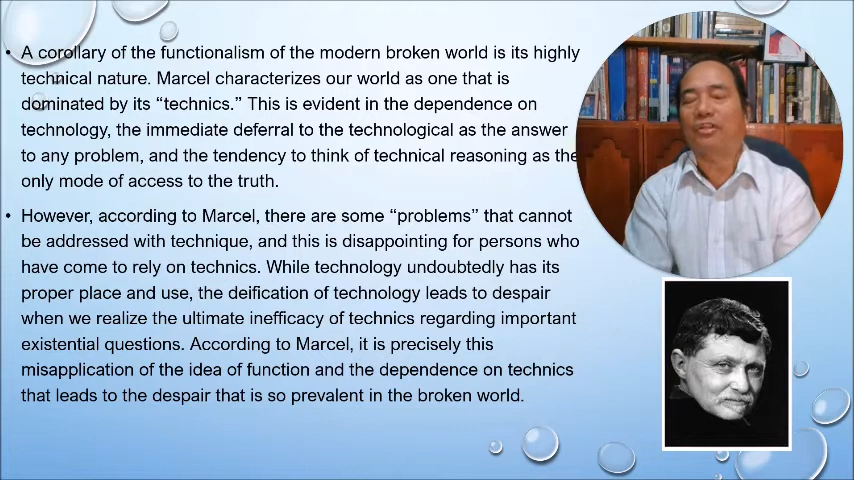 • A corollary of the functionalism of the modern broken world is its highly
technical nature. Marcel characterizes our world as one that is
dominated by its “technics.” This is evident in the dependence on
technology, the immediate deferral to the technological as the answer
to any problem, and the tendency to think of technical reasoning as the
only mode of access to the truth.
• However, according to Marcel, there are some “problems” that cannot
be addressed with technique, and this is disappointing for persons who
have come to rely on technics. While technology undoubtedly has its
proper place and use, the deification of technology leads to despair
when we realize the ultimate inefficacy of technics regarding important
existential questions. According to Marcel, it is precisely this
misapplication of the idea of function and the dependence on technics
that leads to the despair that is so prevalent in the broken world.